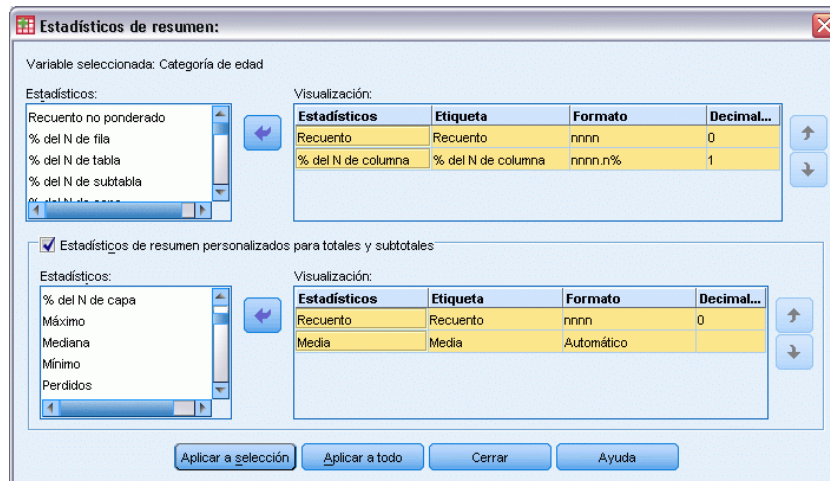 Estadísticos de resumen:
Variable seleccionada: Categoría de edad
Estadísticos:
Recuento no ponderado
% del N de fila
% del N de tabla
% del N de subtabla
% del N de capa
Visualización:
Estadísticos Etiqueta Formato Decimal...
Recuento Recuento nnnn 0
% del N de columna % del N de columna nnnn.n% 1
Estadísticos de resumen personalizados para totales y subtotales
Estadísticos:
% del N de capa
Máximo
Mediana
Mínimo
Perdidos
Visualización:
Estadísticos Etiqueta Formato Decimal...
Recuento Recuento nnnn 0
Media Media Automático
Aplicar a selección Aplicar a todo Cerrar Ayuda